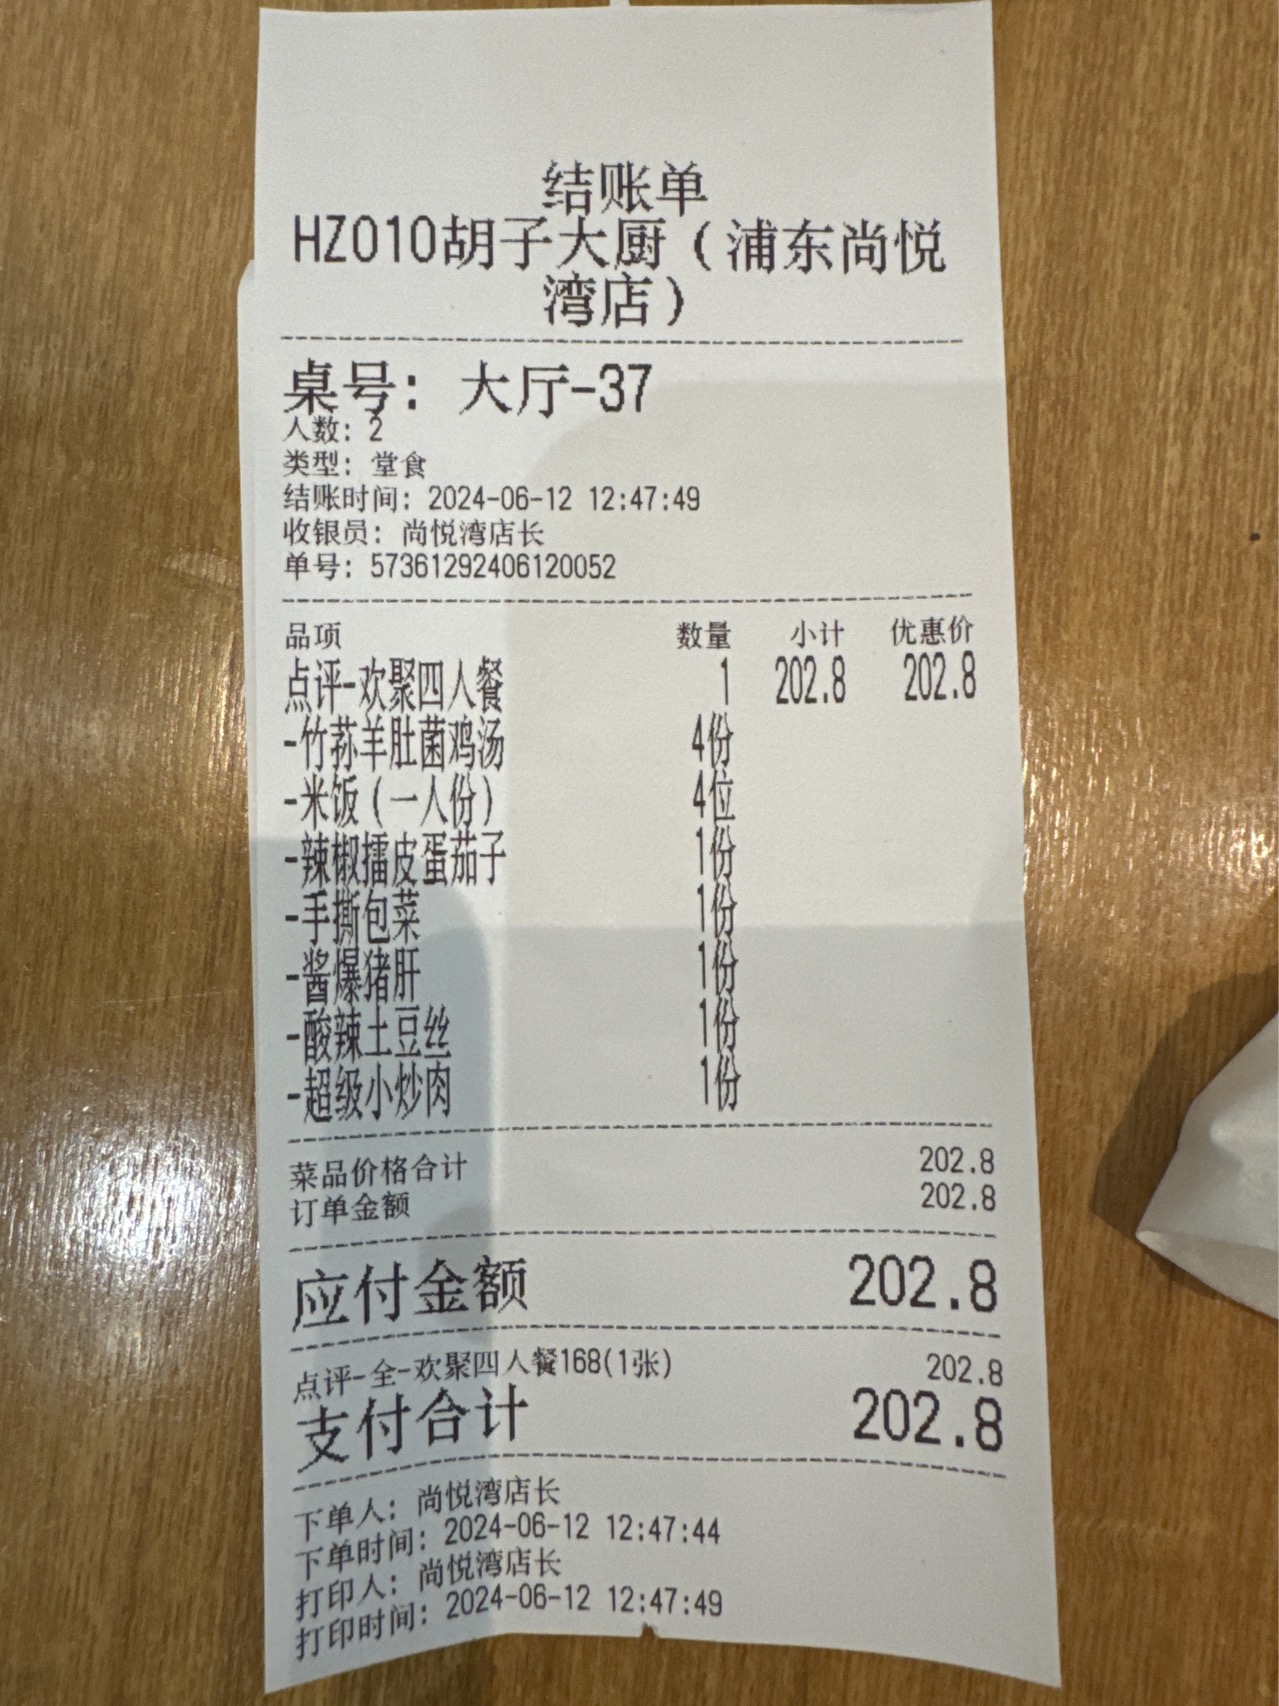 结账单
HZ010胡子大厨（浦东尚悦
湾店）
桌号：大厅-37
人数：2
类型：堂食
结账时间：2024-06-12 12:47:49
收银员：尚悦湾店长
单号：573612924061​20052
品项 数量 小计 优惠价
点评-欢聚四人餐 1 202.8 202.8
-竹荪羊肚菌鸡汤 4份
-米饭（一人份） 4位
-辣椒擂皮蛋茄子 1份
-手撕包菜 1份
-酱爆猪肝 1份
-酸辣土豆丝 1份
-超级小炒肉 1份
菜品价格合计 202.8
订单金额 202.8
应付金额 202.8
点评-全-欢聚四人餐168(1张) 202.8
支付合计 202.8
下单人：尚悦湾店长
下单时间：2024-06-12 12:47:44
打印人：尚悦湾店长
打印时间：2024-06-12 12:47:49